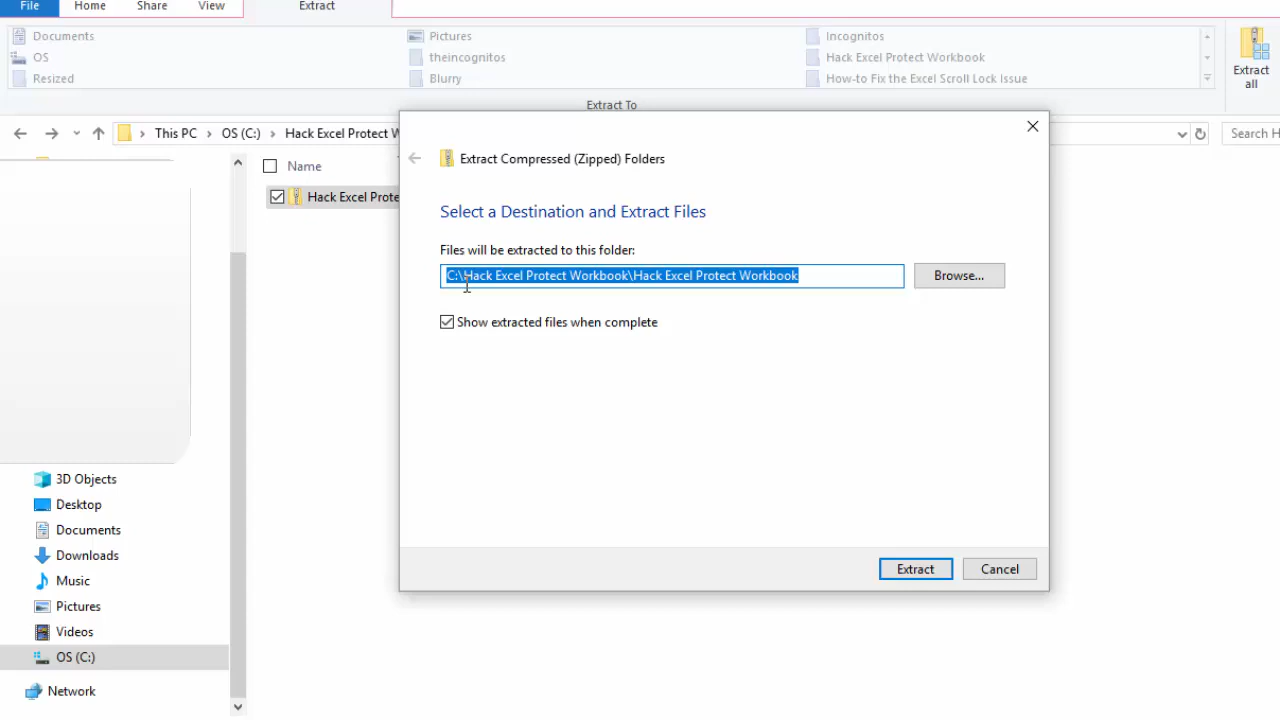 File Home Share View Extract
Documents Pictures Incognitos
OS theincognitos Hack Excel Protect Workbook
Resized Blurry How-to Fix the Excel Scroll Lock Issue
Extract all
Extract To
This PC OS (C:) Hack Excel Protect W Search H
Name
Hack Excel Prote
Extract Compressed (Zipped) Folders
Select a Destination and Extract Files
Files will be extracted to this folder:
C:\Hack Excel Protect Workbook\Hack Excel Protect Workbook Browse...
Show extracted files when complete
Extract Cancel
3D Objects
Desktop
Documents
Downloads
Music
Pictures
Videos
OS (C:)
Network